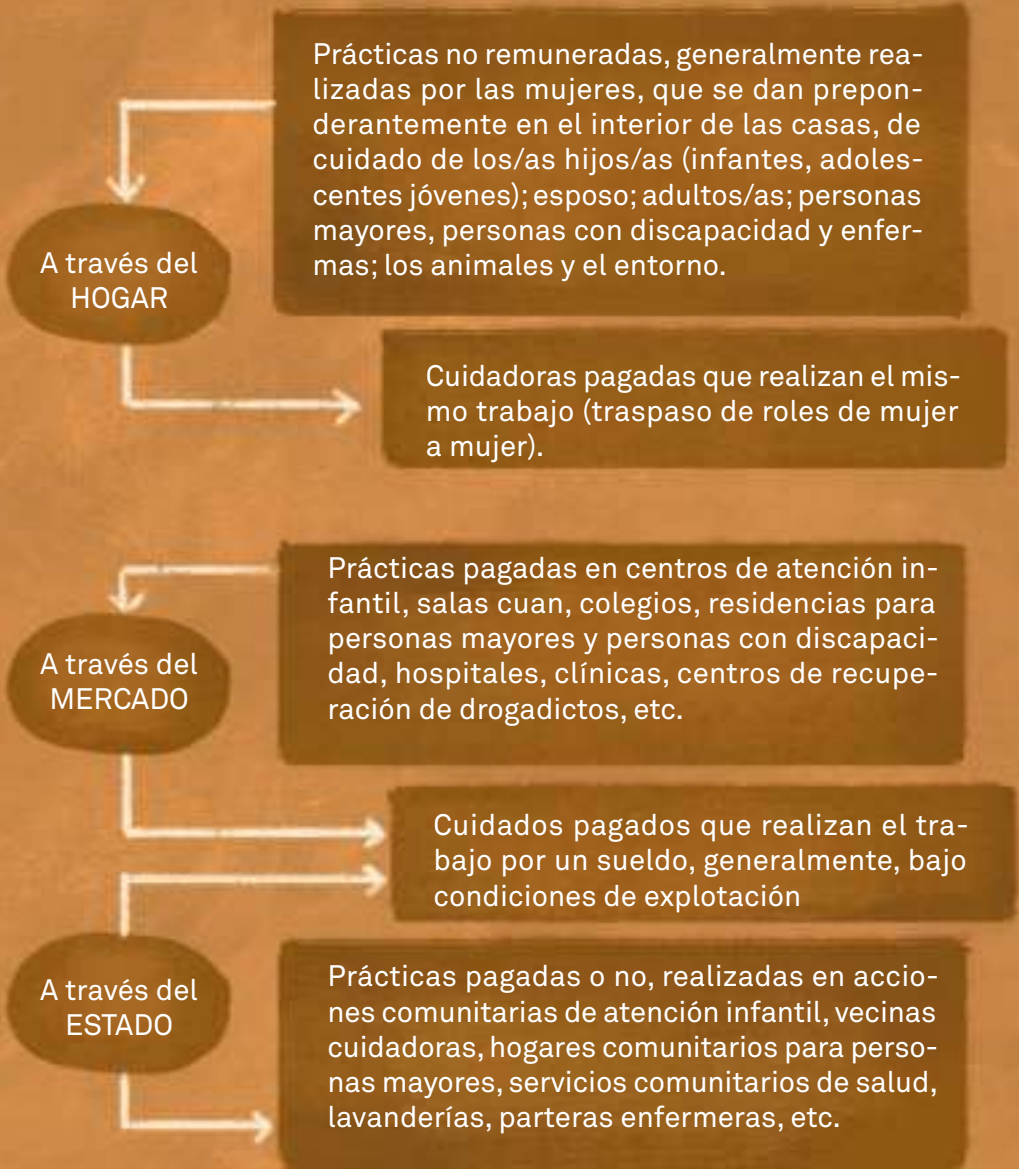 Prácticas no remuneradas, generalmente rea-
lizadas por las mujeres, que se dan prepon-
derantemente en el interior de las casas, de
cuidado de los/as hijos/as (infantes, adoles-
centes jóvenes); esposo; adultos/as; personas
mayores, personas con discapacidad y enfer-
mas; los animales y el entorno.
A través del
HOGAR
Cuidadoras pagadas que realizan el mis-
mo trabajo (traspaso de roles de mujer
a mujer).
Prácticas pagadas en centros de atención in-
fantil, salas cuan, colegios, residencias para
personas mayores y personas con discapaci-
dad, hospitales, clínicas, centros de recupe-
ración de drogadictos, etc.
A través del
MERCADO
Cuidados pagados que realizan el tra-
bajo por un sueldo, generalmente, bajo
condiciones de explotación
A través del
ESTADO
Prácticas pagadas o no, realizadas en accio-
nes comunitarias de atención infantil, vecinas
cuidadoras, hogares comunitarios para perso-
nas mayores, servicios comunitarios de salud,
lavanderías, parteras enfermeras, etc.